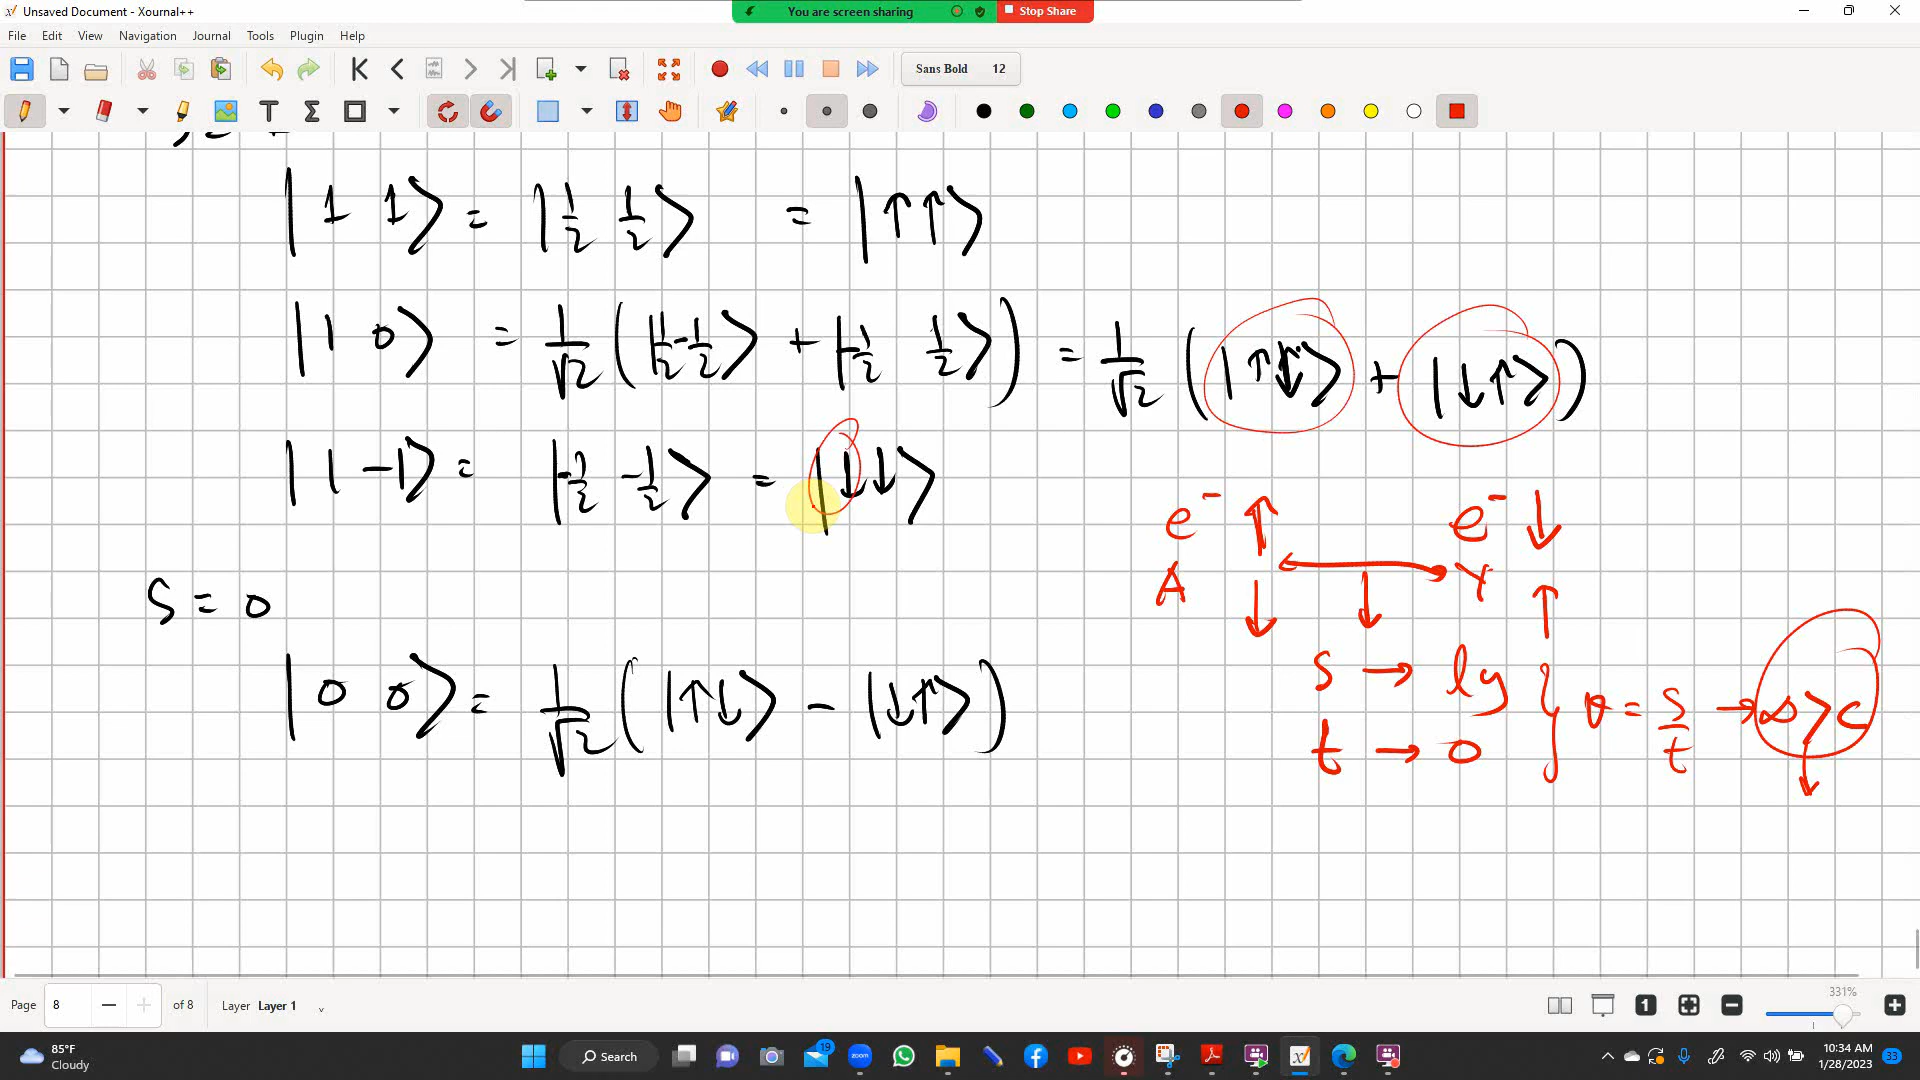 Unsaved Document - Xournal++
You are screen sharing
Stop Share
File Edit View Navigation Journal Tools Plugin Help
Sans Bold 12
|1 1> = |1/2 1/2> = |↑↑>
|1 0> = 1/√2 (|1/2 -1/2> + |-1/2 1/2>) = 1/√2 (|↑↓> + |↓↑>)
|1 -1> = |-1/2 -1/2> = |↓↓>
e⁻ ↑ e⁻ ↓
A ↓ Y ↑
S = 0
|0 0> = 1/√2 (|↑↓> - |↓↑>)
s → ly
t → 0
v = s/t → ∞ > c
Page 8 of 8 Layer Layer 1
331%
85°F
Cloudy
Search
19
zoom
10:34 AM
1/28/2023
33